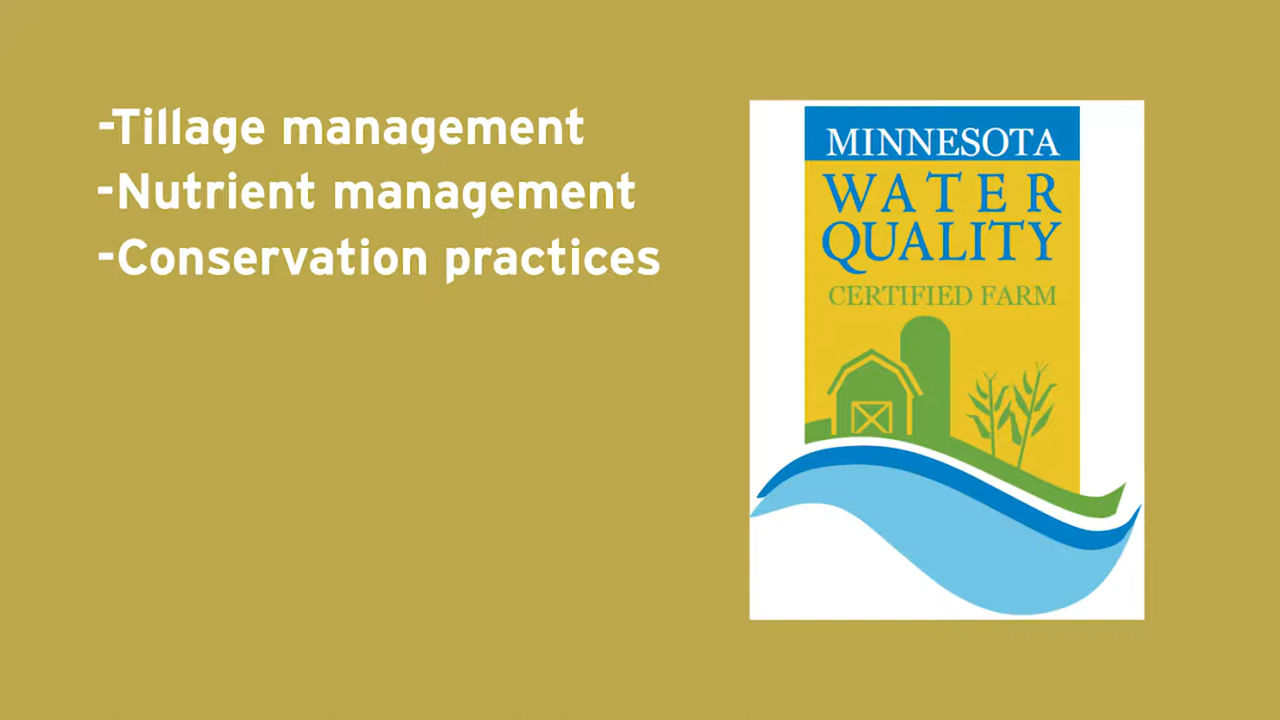 -Tillage management
-Nutrient management
-Conservation practices
MINNESOTA
WATER
QUALITY
CERTIFIED FARM